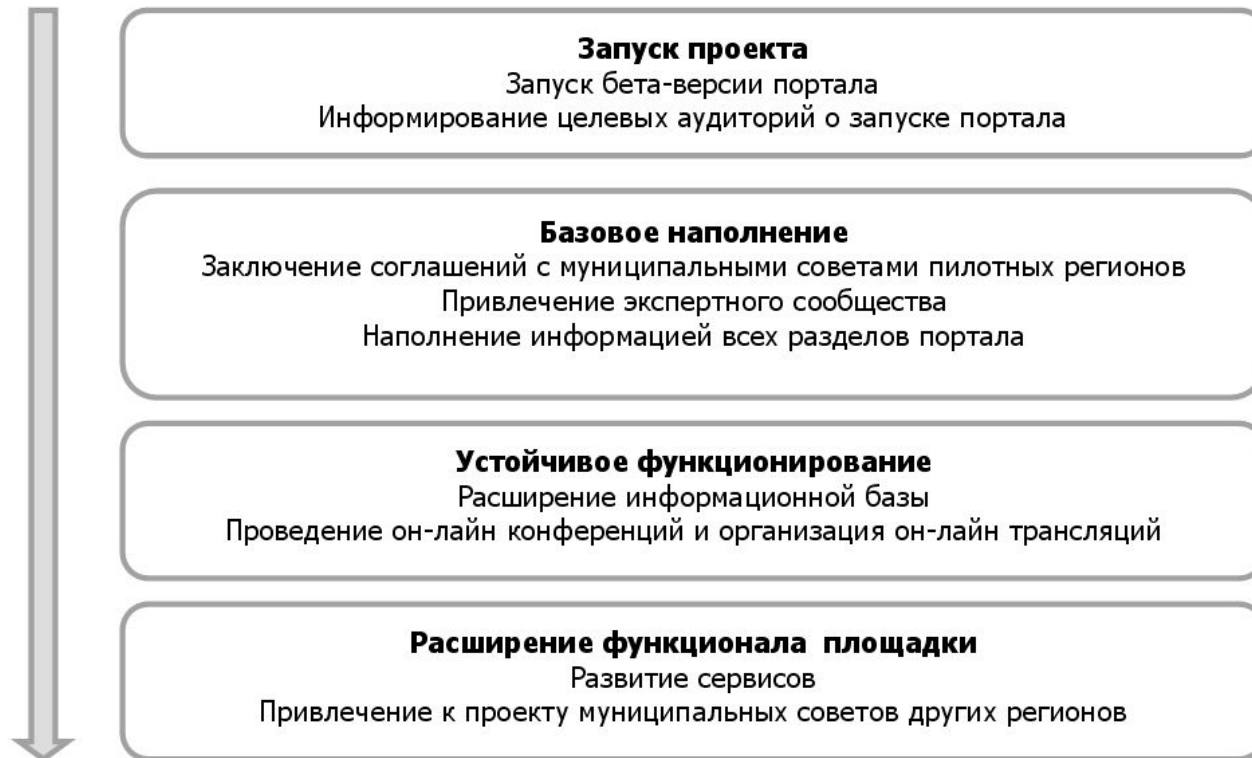 Запуск проекта
Запуск бета-версии портала
Информирование целевых аудиторий о запуске портала
Базовое наполнение
Заключение соглашений с муниципальными советами пилотных регионов
Привлечение экспертного сообщества
Наполнение информацией всех разделов портала
Устойчивое функционирование
Расширение информационной базы
Проведение он-лайн конференций и организация он-лайн трансляций
Расширение функционала площадки
Развитие сервисов
Привлечение к проекту муниципальных советов других регионов